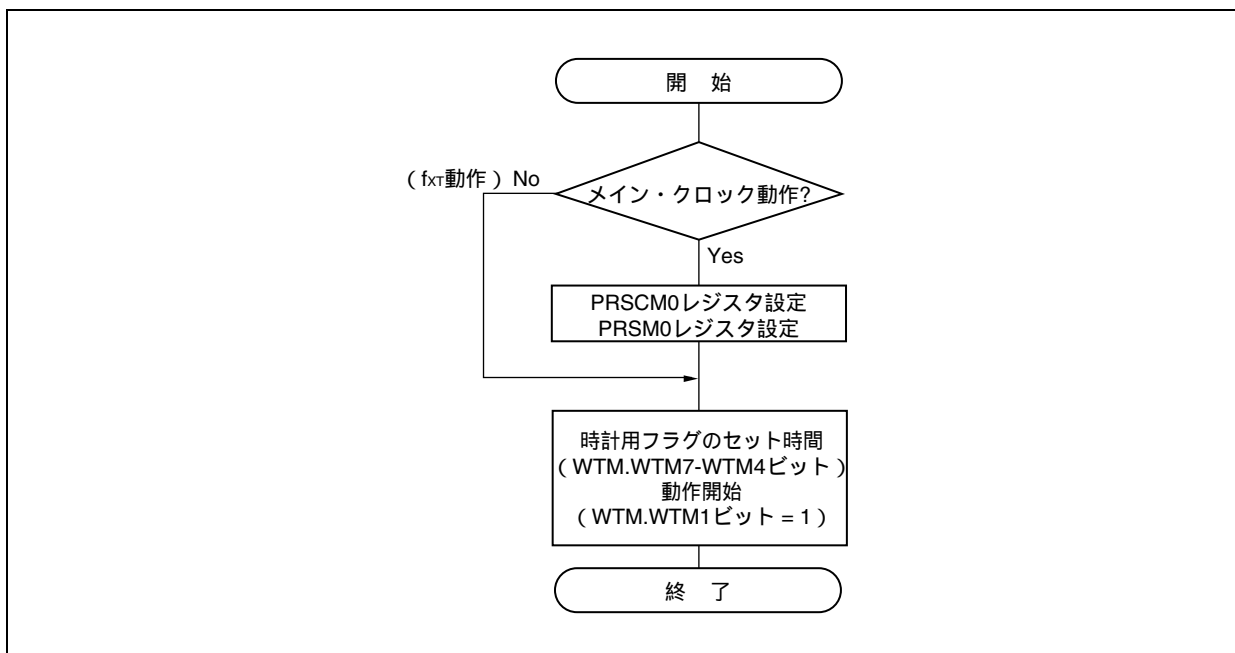 開 始
メイン・クロック動作?
(fXT動作) No
Yes
PRSCM0レジスタ設定
PRSM0レジスタ設定
時計用フラグのセット時間
(WTM.WTM7-WTM4ビット)
動作開始
(WTM.WTM1ビット = 1)
終 了